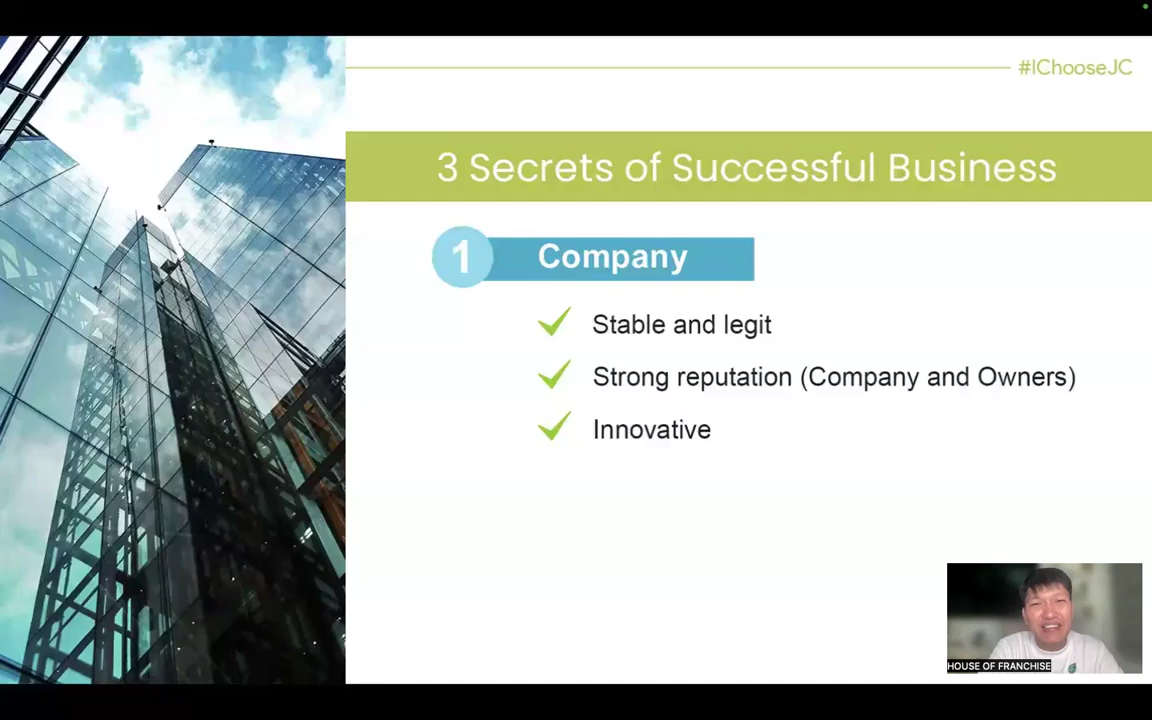 #IChooseJC
3 Secrets of Successful Business
1 Company
Stable and legit
Strong reputation (Company and Owners)
Innovative
HOUSE OF FRANCHISE